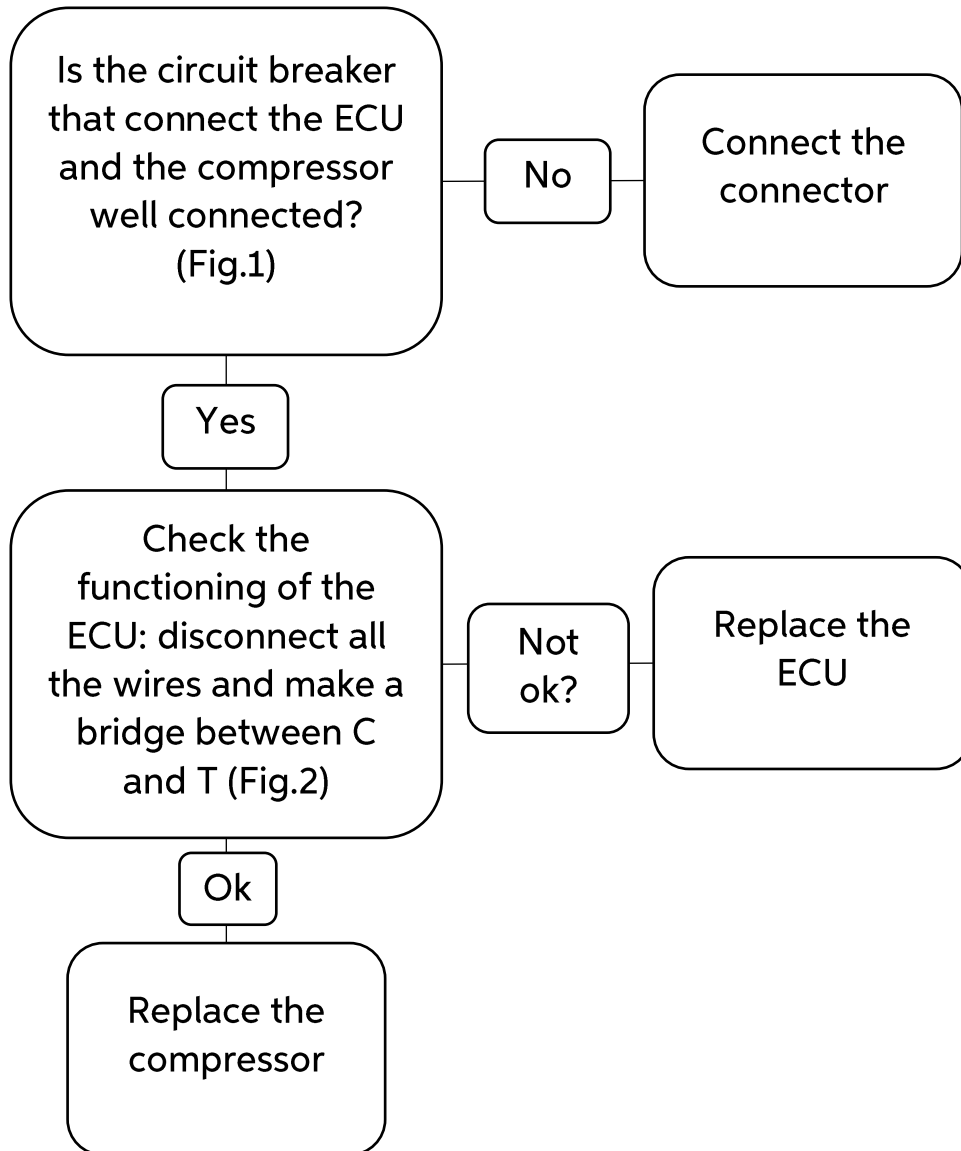 Is the circuit breaker
that connect the ECU
and the compressor
well connected?
(Fig.1)
No
Connect the
connector
Yes
Check the
functioning of the
ECU: disconnect all
the wires and make a
bridge between C
and T (Fig.2)
Not
ok?
Replace the
ECU
Ok
Replace the
compressor